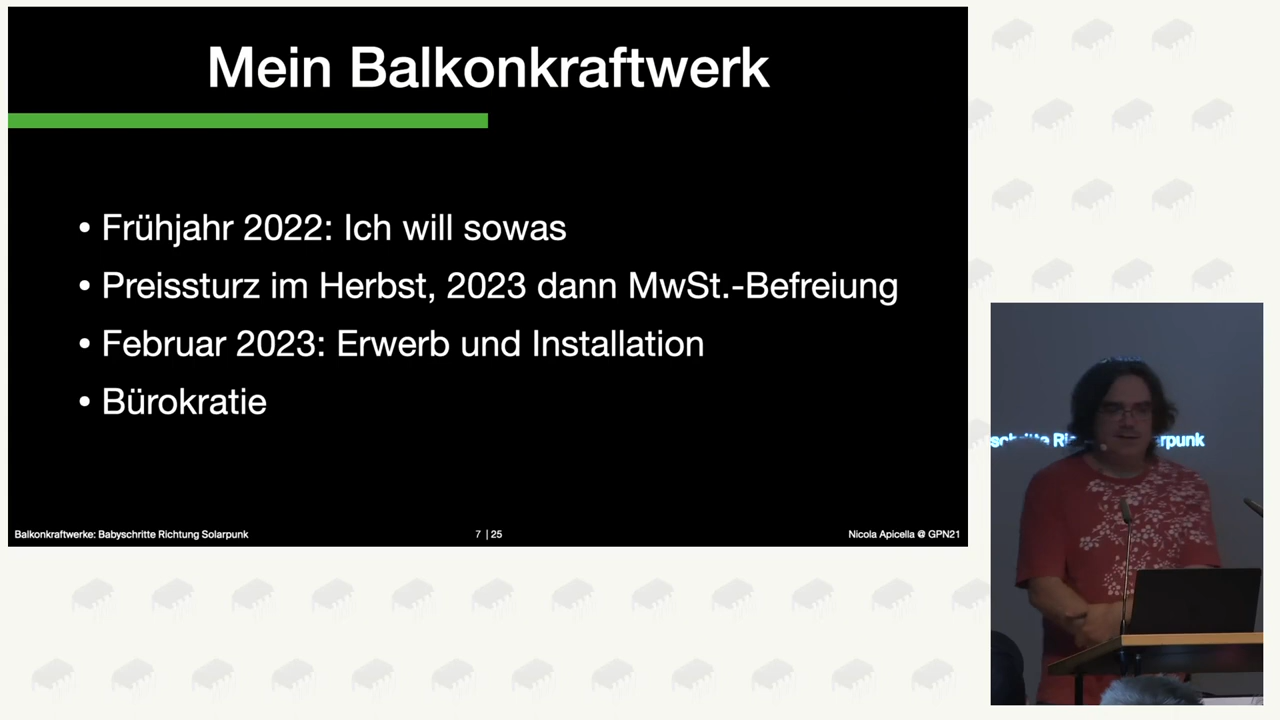 Mein Balkonkraftwerk
• Frühjahr 2022: Ich will sowas
• Preissturz im Herbst, 2023 dann MwSt.-Befreiung
• Februar 2023: Erwerb und Installation
• Bürokratie
Balkonkraftwerke: Babyschritte Richtung Solarpunk
7 | 25
Nicola Apicella @ GPN21